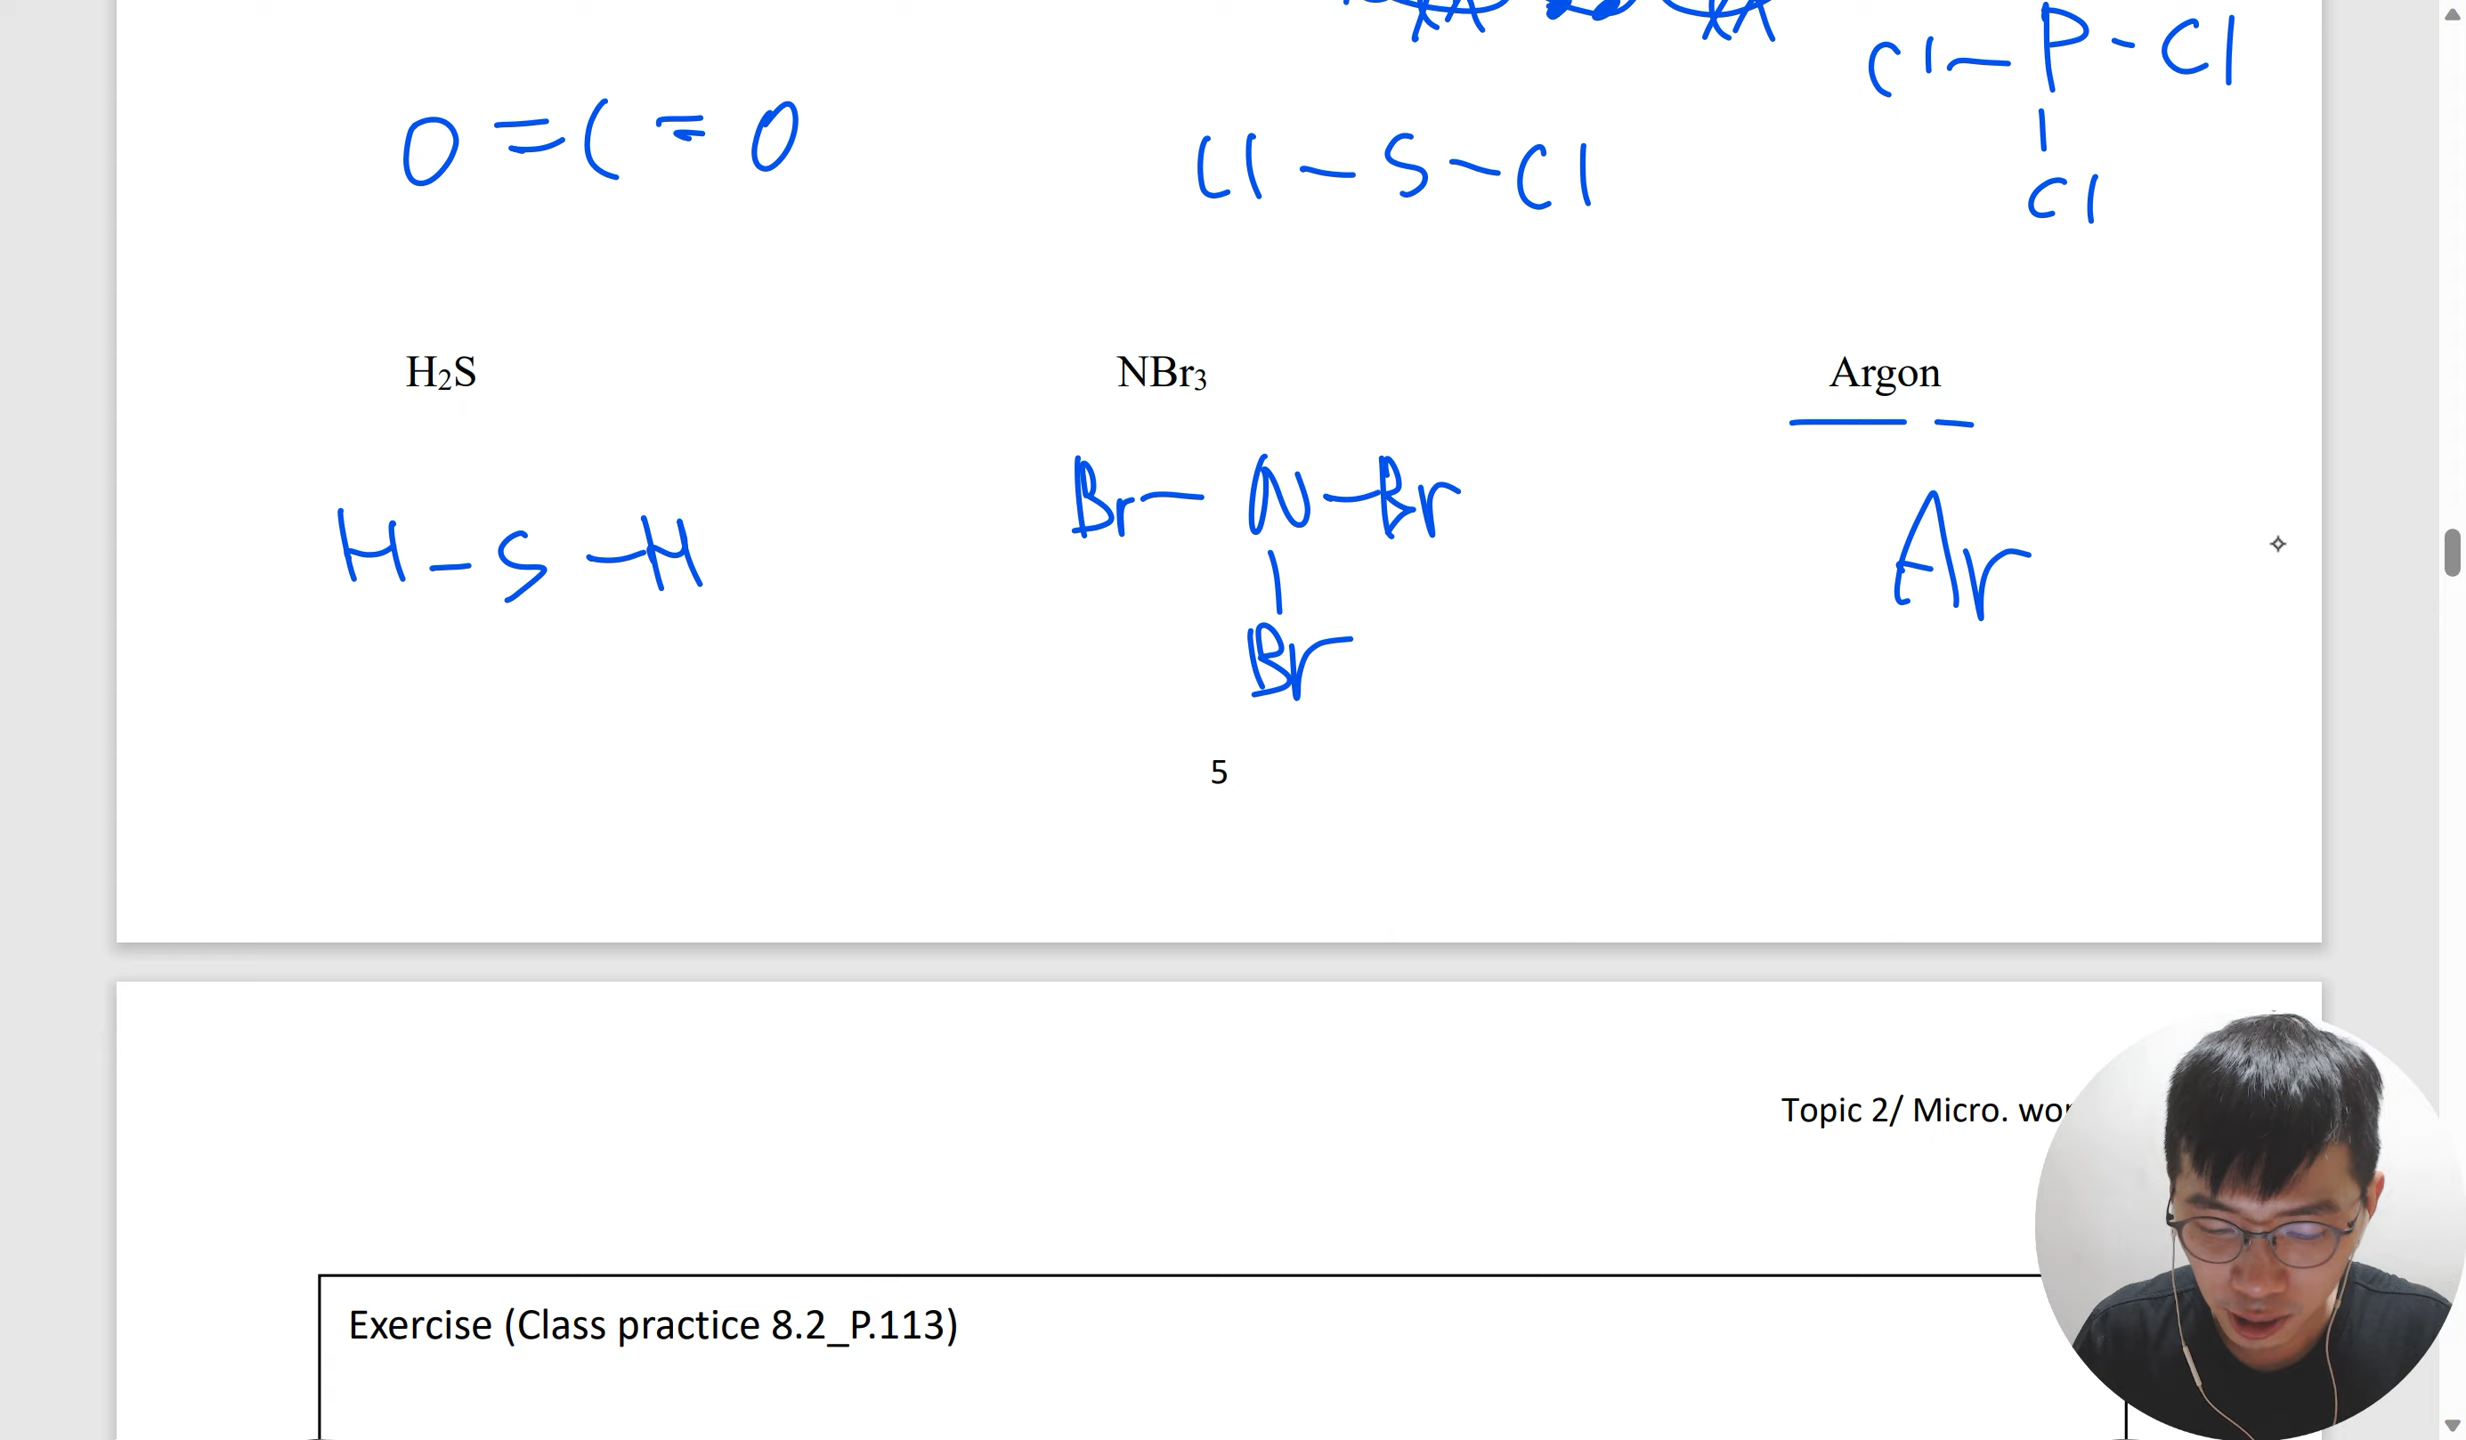 Cl—P-Cl
|
Cl
O=C=O
Cl—S—Cl
H₂S
NBr₃
Argon
H—S—H
Br—N—Br
|
Br
Ar
5
Topic 2/ Micro.
Exercise (Class practice 8.2_P.113)